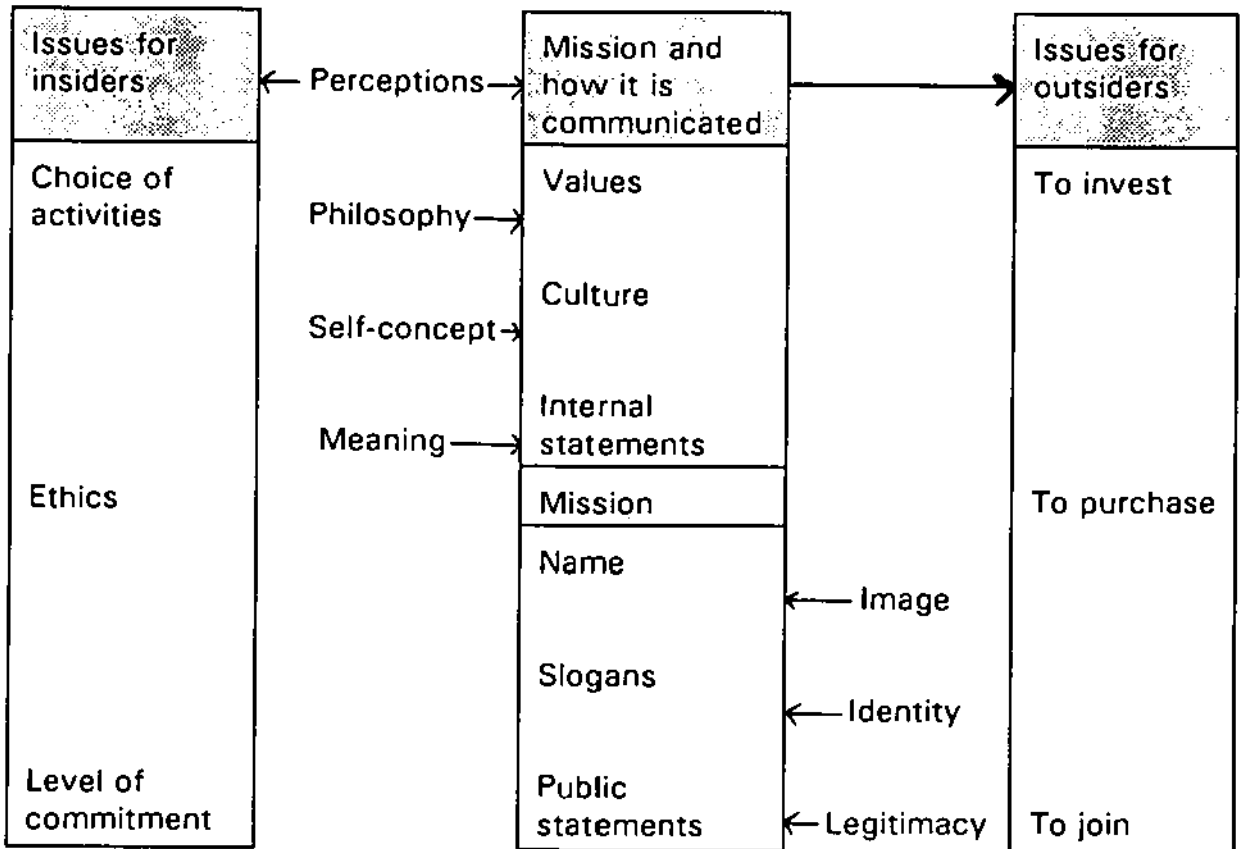 Issues for
insiders
Perceptions
Mission and
how it is
communicated
Issues for
outsiders
Choice of
activities
Philosophy
Values
To invest
Self-concept
Culture
Meaning
Internal
statements
Ethics
Mission
To purchase
Name
Image
Slogans
Identity
Level of
commitment
Public
statements
Legitimacy
To join